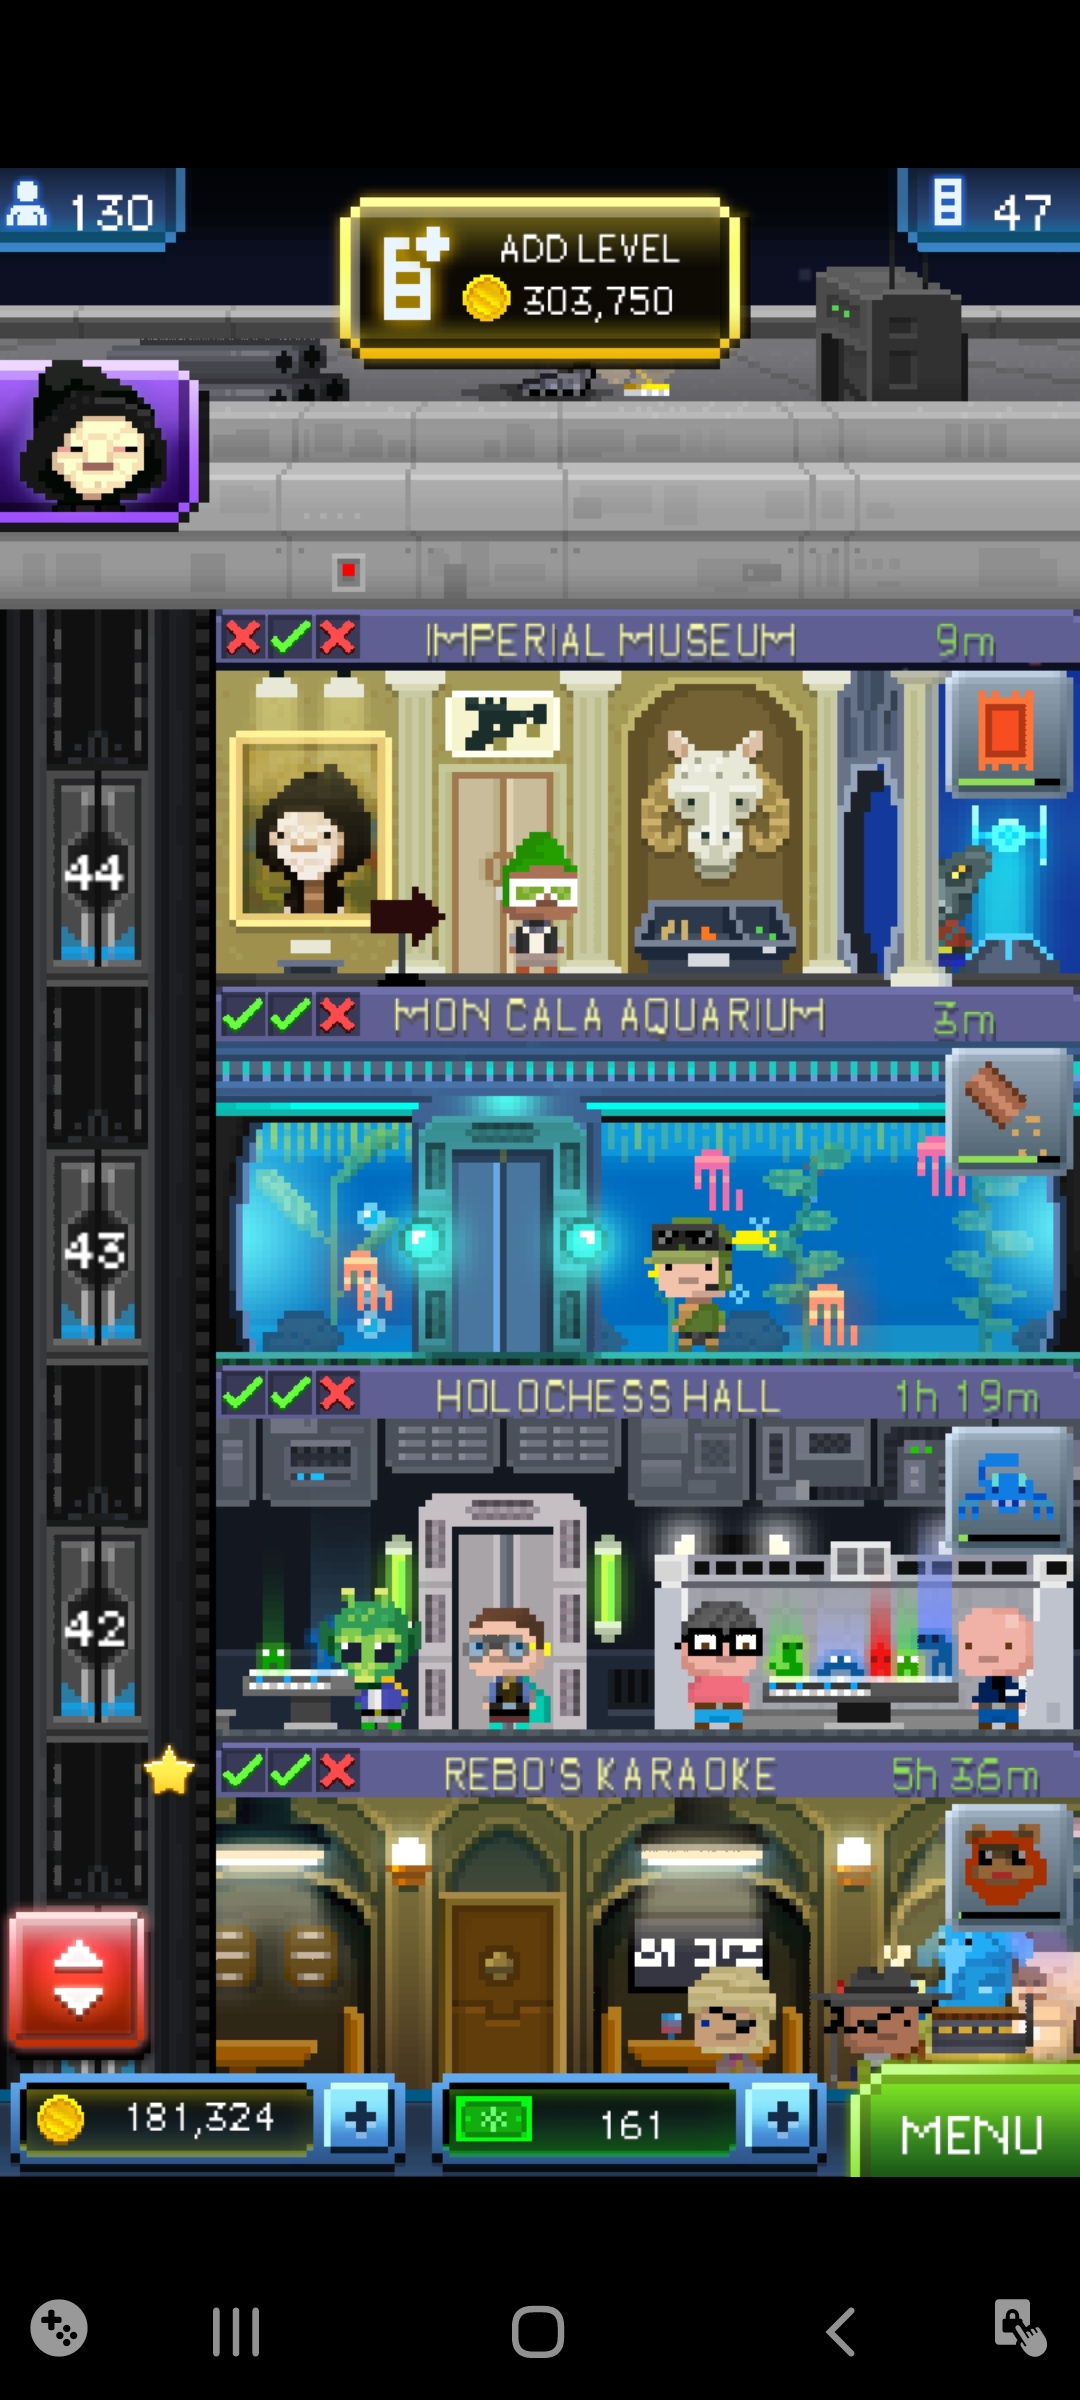 130
ADD LEVEL
303,750
47
IMPERIAL MUSEUM 9m
44
MON CALA AQUARIUM 3m
43
HOLOCHESS HALL 1h 19m
42
REBO'S KARAOKE 5h 36m
181,324
161
MENU